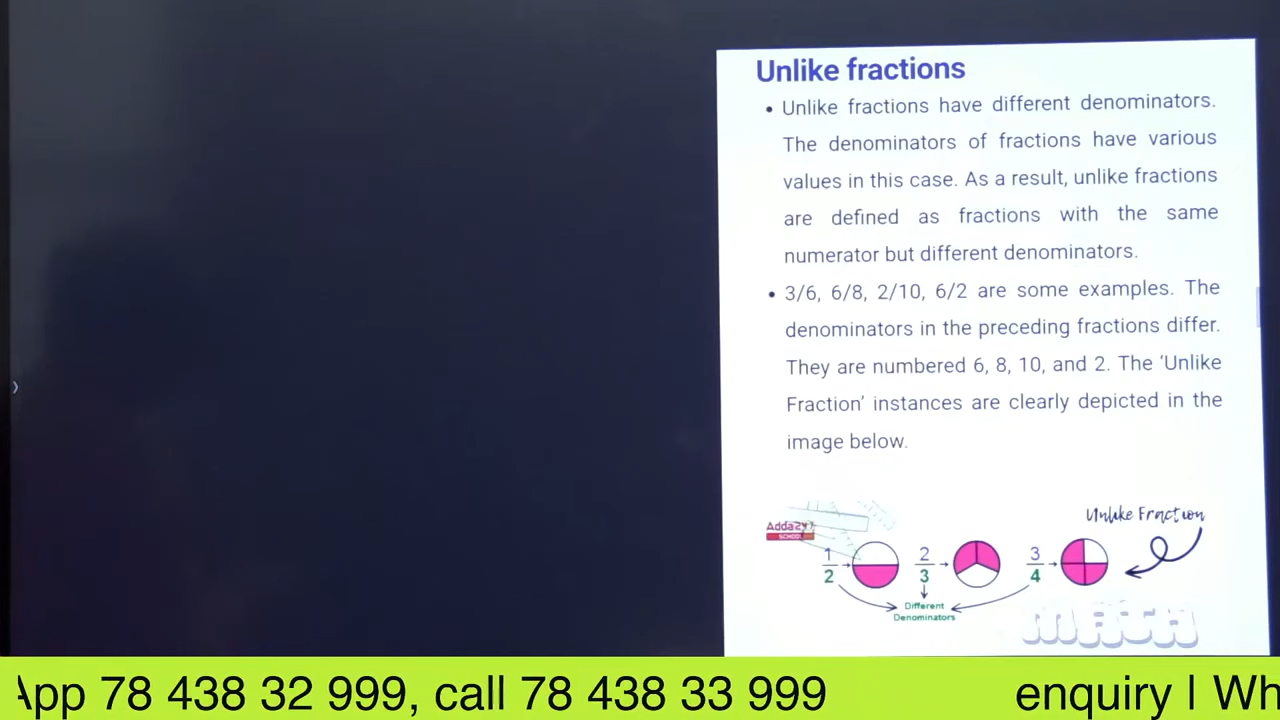 Unlike fractions
• Unlike fractions have different denominators.
The denominators of fractions have various
values in this case. As a result, unlike fractions
are defined as fractions with the same
numerator but different denominators.
• 3/6, 6/8, 2/10, 6/2 are some examples. The
denominators in the preceding fractions differ.
They are numbered 6, 8, 10, and 2. The ‘Unlike
Fraction’ instances are clearly depicted in the
image below.
Unlike Fraction
Adda247
SCHOOL
1/2 2/3 3/4
Different
Denominators
MATH
App 78 438 32 999, call 78 438 33 999 enquiry | Wh